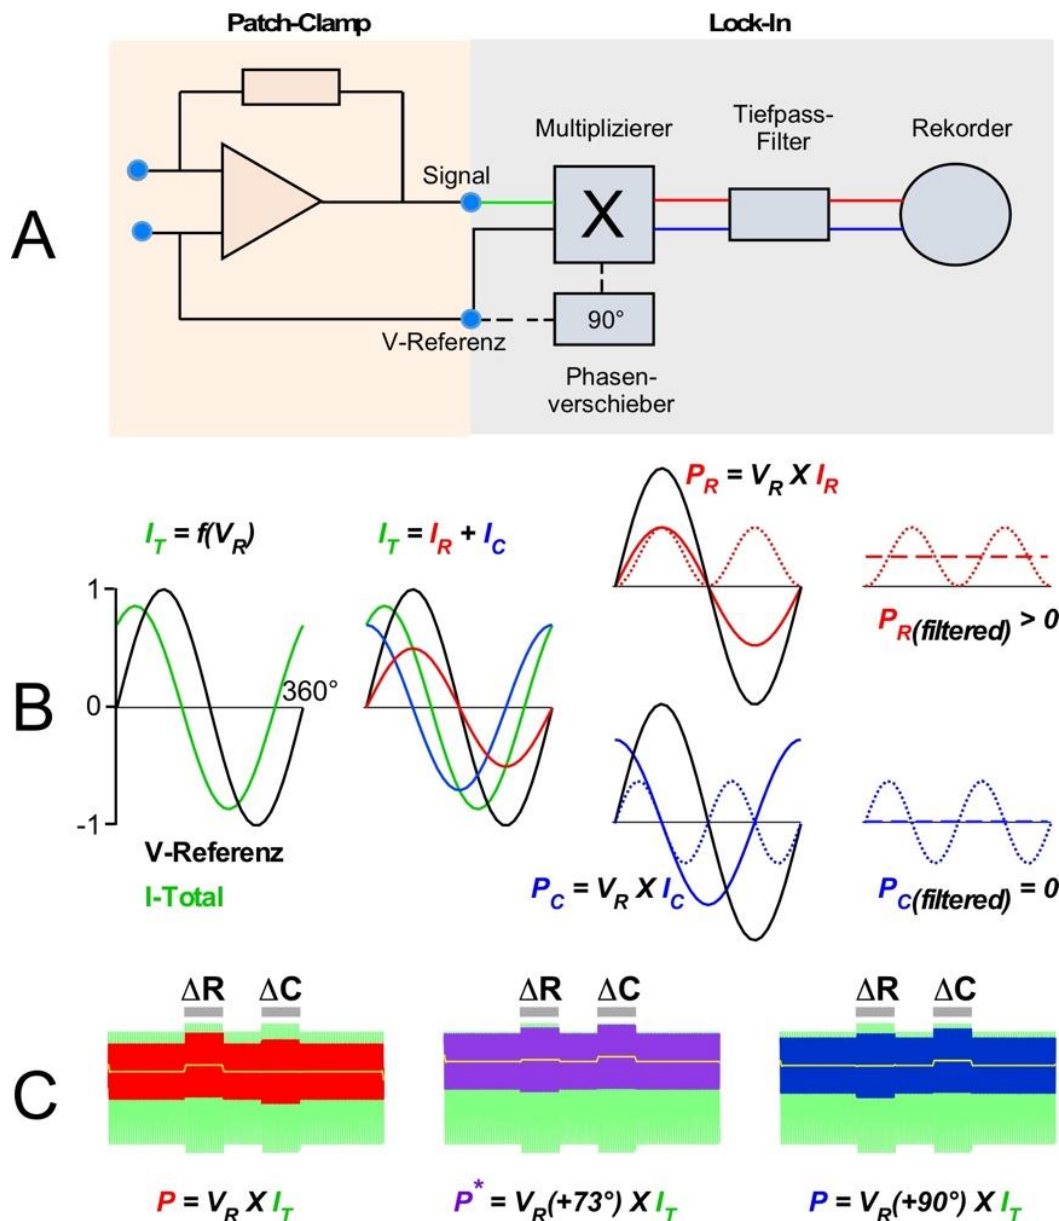 Patch-Clamp Lock-In
Multiplizierer
Tiefpass-
Filter
Rekorder
Signal
X
A
90°
V-Referenz
Phasen-
verschieber
P_R = V_R X I_R
I_T = f(V_R)
I_T = I_R + I_C
1
P_R(filtered) > 0
360°
B
0
-1
V-Referenz
I-Total
P_C = V_R X I_C
P_C(filtered) = 0
ΔR ΔC ΔR ΔC ΔR ΔC
C
P = V_R X I_T
P* = V_R(+73°) X I_T
P = V_R(+90°) X I_T